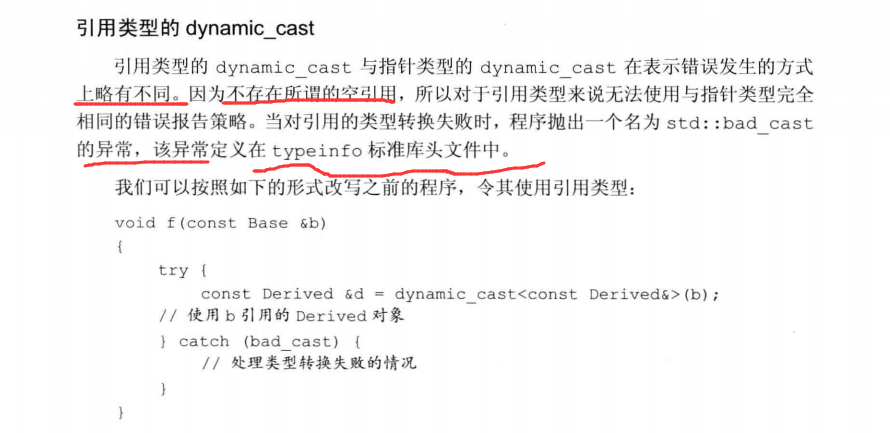 引用类型的 dynamic_cast
引用类型的 dynamic_cast 与指针类型的 dynamic_cast 在表示错误发生的方式
上略有不同。因为不存在所谓的空引用，所以对于引用类型来说无法使用与指针类型完全
相同的错误报告策略。当对引用的类型转换失败时，程序抛出一个名为 std::bad_cast
的异常，该异常定义在 typeinfo 标准库头文件中。
我们可以按照如下的形式改写之前的程序，令其使用引用类型：
void f(const Base &b)
{
try {
const Derived &d = dynamic_cast<const Derived&>(b);
// 使用b引用的Derived对象
} catch (bad_cast) {
// 处理类型转换失败的情况
}
}